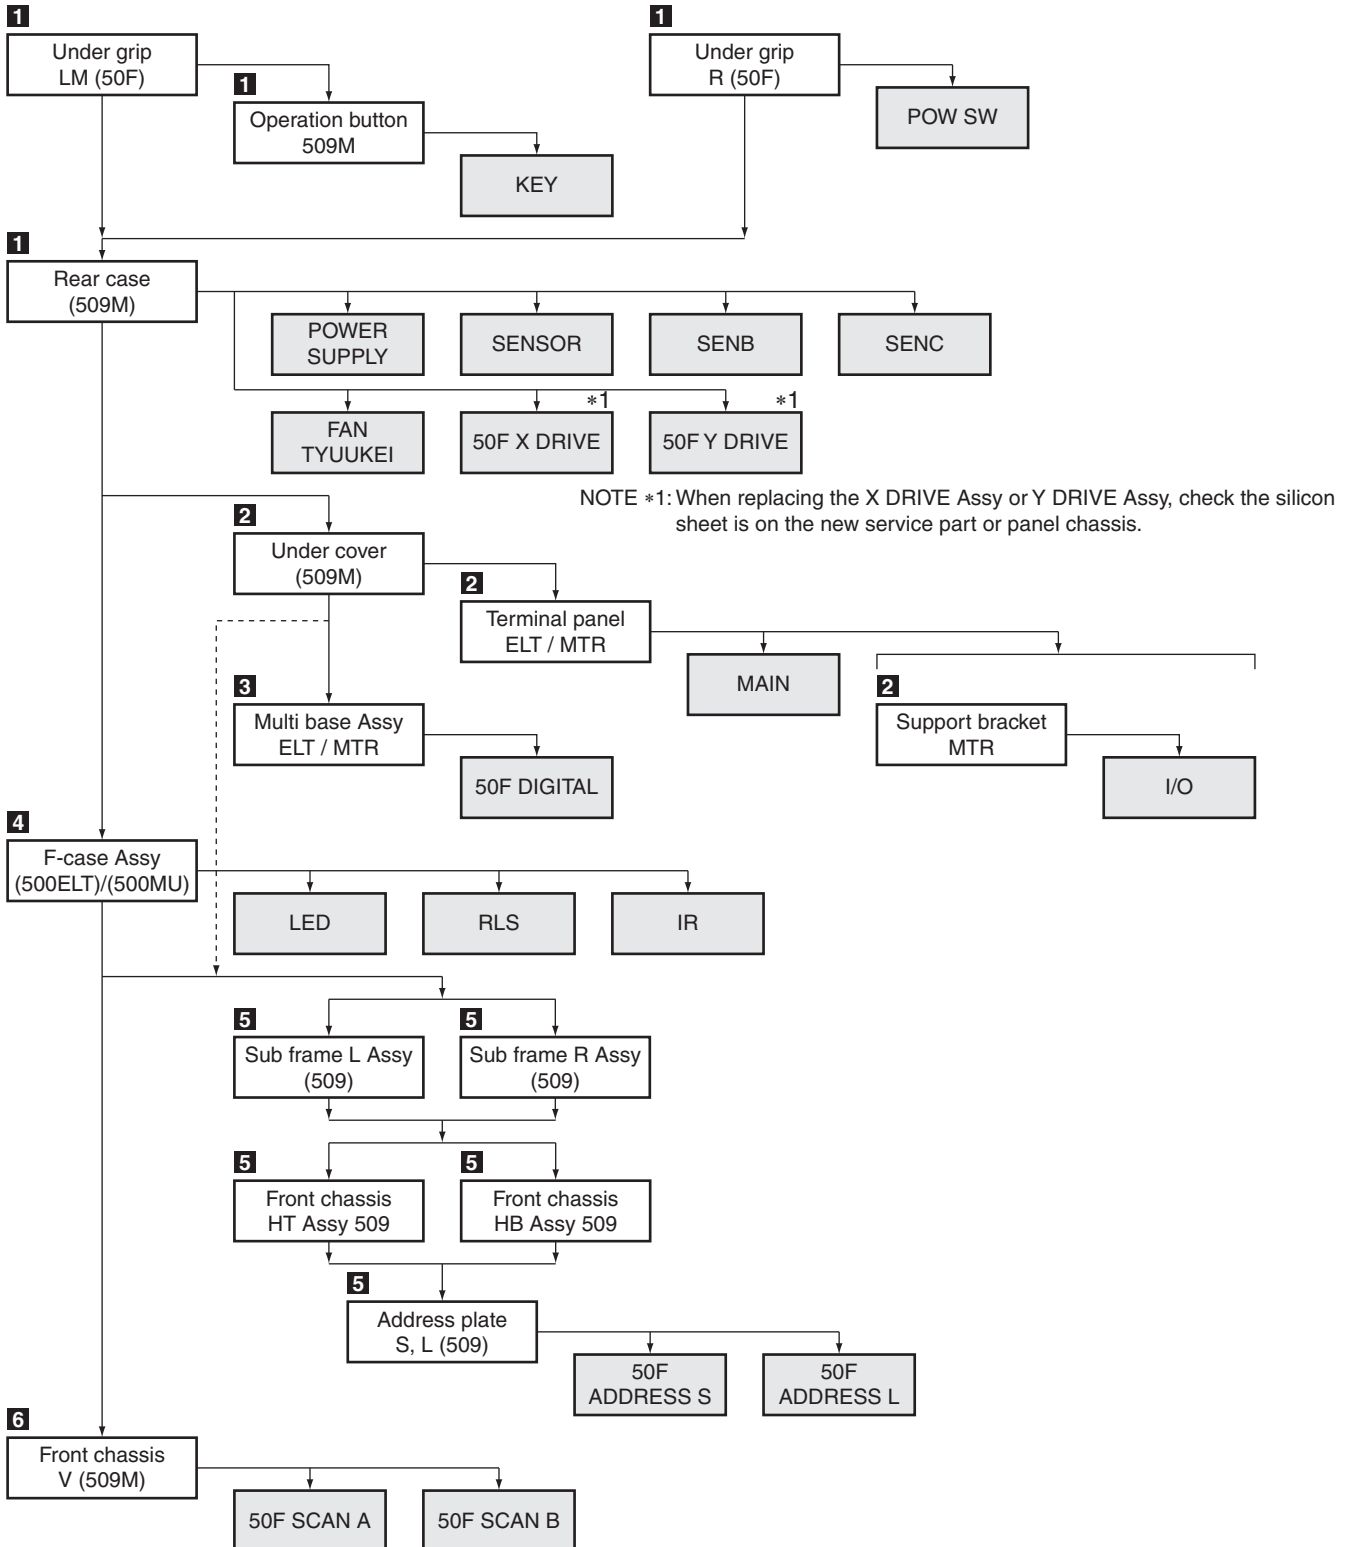 1
Under grip
LM (50F)
1
Operation button
509M
KEY
1
Under grip
R (50F)
POW SW
1
Rear case
(509M)
POWER
SUPPLY
SENSOR
SENB
SENC
FAN
TYUUKEI
*1
50F X DRIVE
*1
50F Y DRIVE
NOTE *1: When replacing the X DRIVE Assy or Y DRIVE Assy, check the silicon
sheet is on the new service part or panel chassis.
2
Under cover
(509M)
2
Terminal panel
ELT / MTR
MAIN
2
Support bracket
MTR
I/O
3
Multi base Assy
ELT / MTR
50F DIGITAL
4
F-case Assy
(500ELT)/(500MU)
LED
RLS
IR
5
Sub frame L Assy
(509)
5
Sub frame R Assy
(509)
5
Front chassis
HT Assy 509
5
Front chassis
HB Assy 509
5
Address plate
S, L (509)
50F
ADDRESS S
50F
ADDRESS L
6
Front chassis
V (509M)
50F SCAN A
50F SCAN B